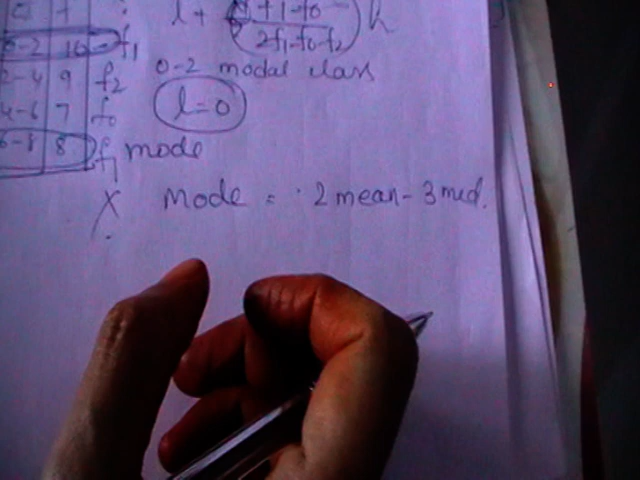 l + (f1-f0 / 2f1-f0-f2) h
0-2 10 - f1
0-2 modal class
2-4 9 f2
l=0
4-6 7 f0
6-8 8 f1 mode
X Mode = 2 mean - 3 med.